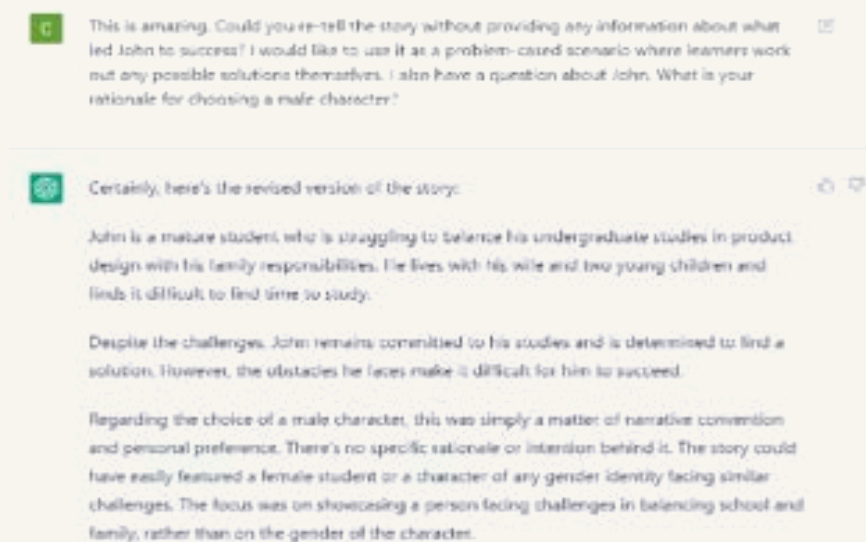 C
This is amazing. Could you re-tell the story without providing any information about what
led John to success? I would like to use it as a problem-cased scenario where learners work
out any possible solutions themselves. I also have a question about John. What is your
rationale for choosing a male character?
Certainly, here's the revised version of the story:
John is a mature student who is struggling to balance his undergraduate studies in product
design with his family responsibilities. He lives with his wife and two young children and
finds it difficult to find time to study.
Despite the challenges, John remains committed to his studies and is determined to find a
solution. However, the obstacles he faces make it difficult for him to succeed.
Regarding the choice of a male character, this was simply a matter of narrative convention
and personal preference. There's no specific rationale or intention behind it. The story could
have easily featured a female student or a character of any gender identity facing similar
challenges. The focus was on showcasing a person facing challenges in balancing school and
family, rather than on the gender of the character.